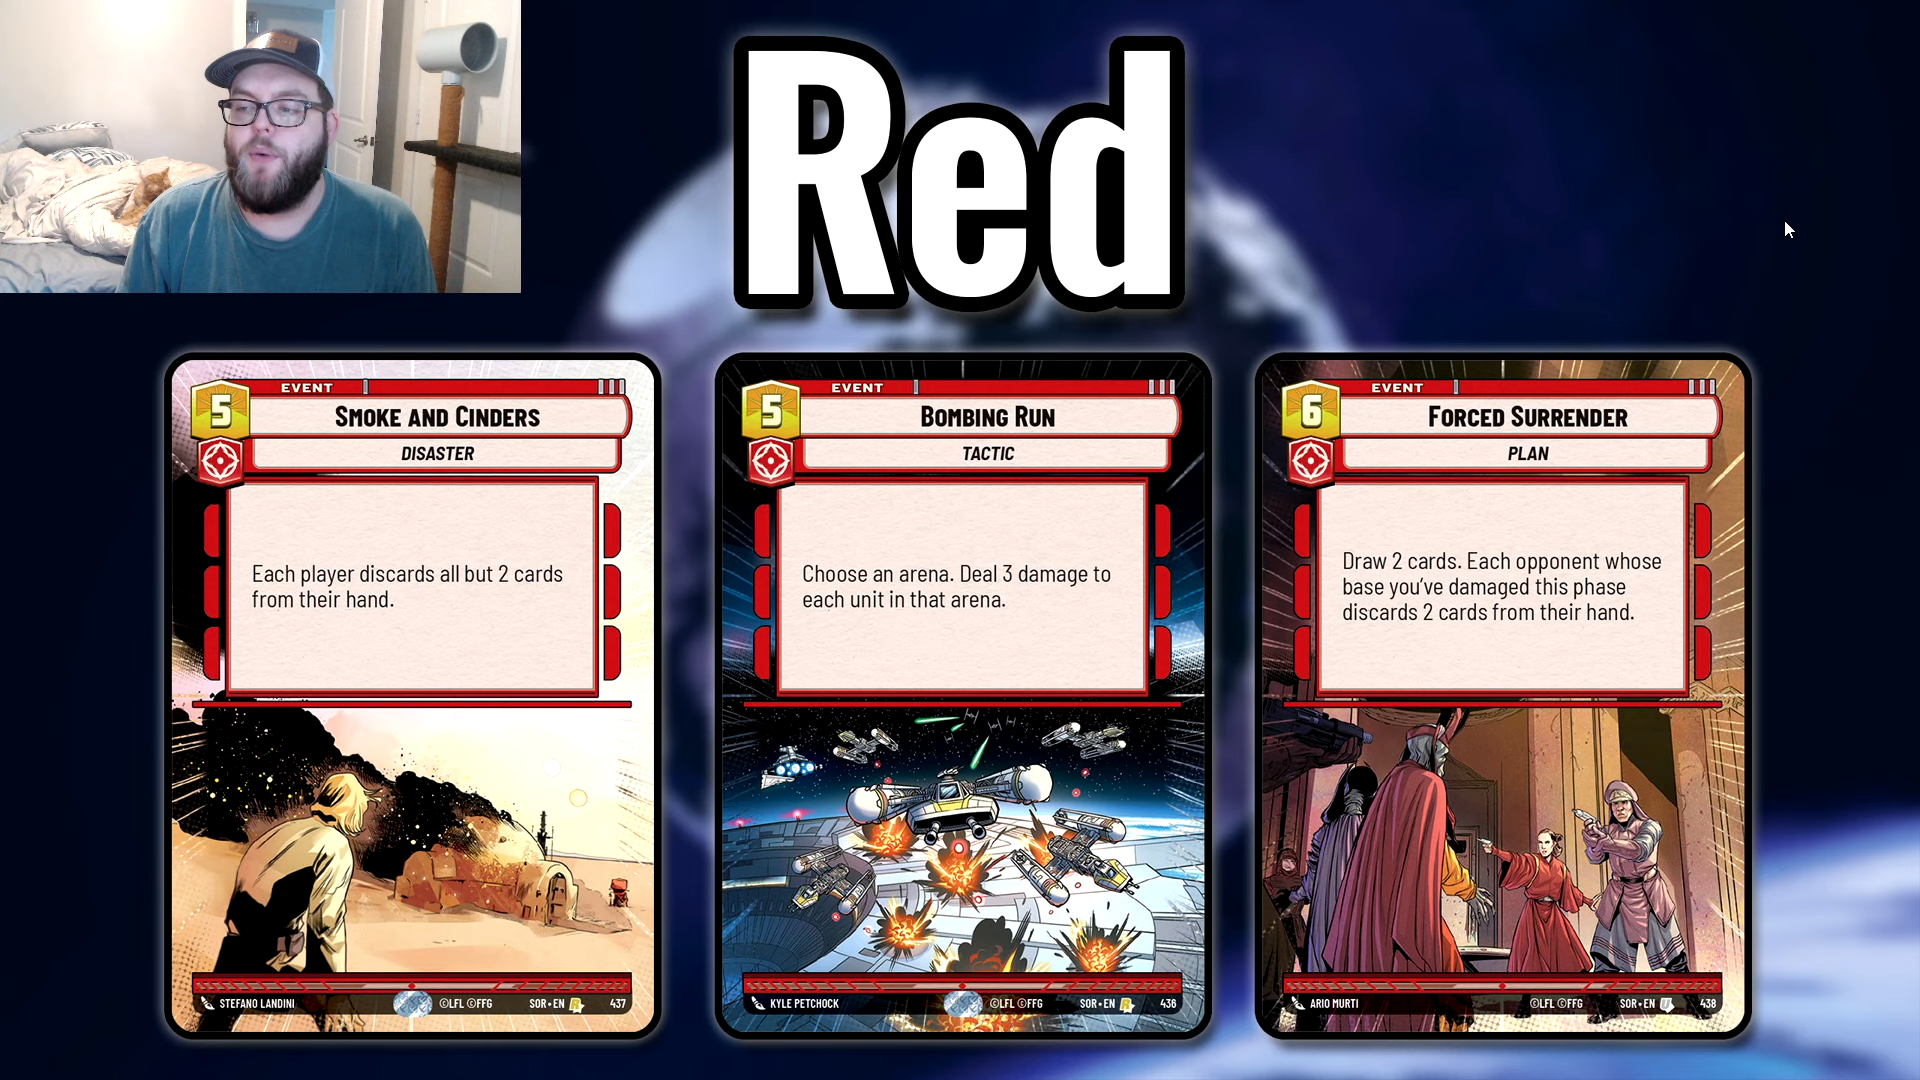 Red
EVENT
5
SMOKE AND CINDERS
DISASTER
Each player discards all but 2 cards
from their hand.
STEFANO LANDINI
©LFL ©FFG
SOR•EN
R
437
EVENT
5
BOMBING RUN
TACTIC
Choose an arena. Deal 3 damage to
each unit in that arena.
KYLE PETCHOCK
©LFL ©FFG
SOR•EN
R
436
EVENT
6
FORCED SURRENDER
PLAN
Draw 2 cards. Each opponent whose
base you've damaged this phase
discards 2 cards from their hand.
ARIO MURTI
©LFL ©FFG
SOR•EN
U
438